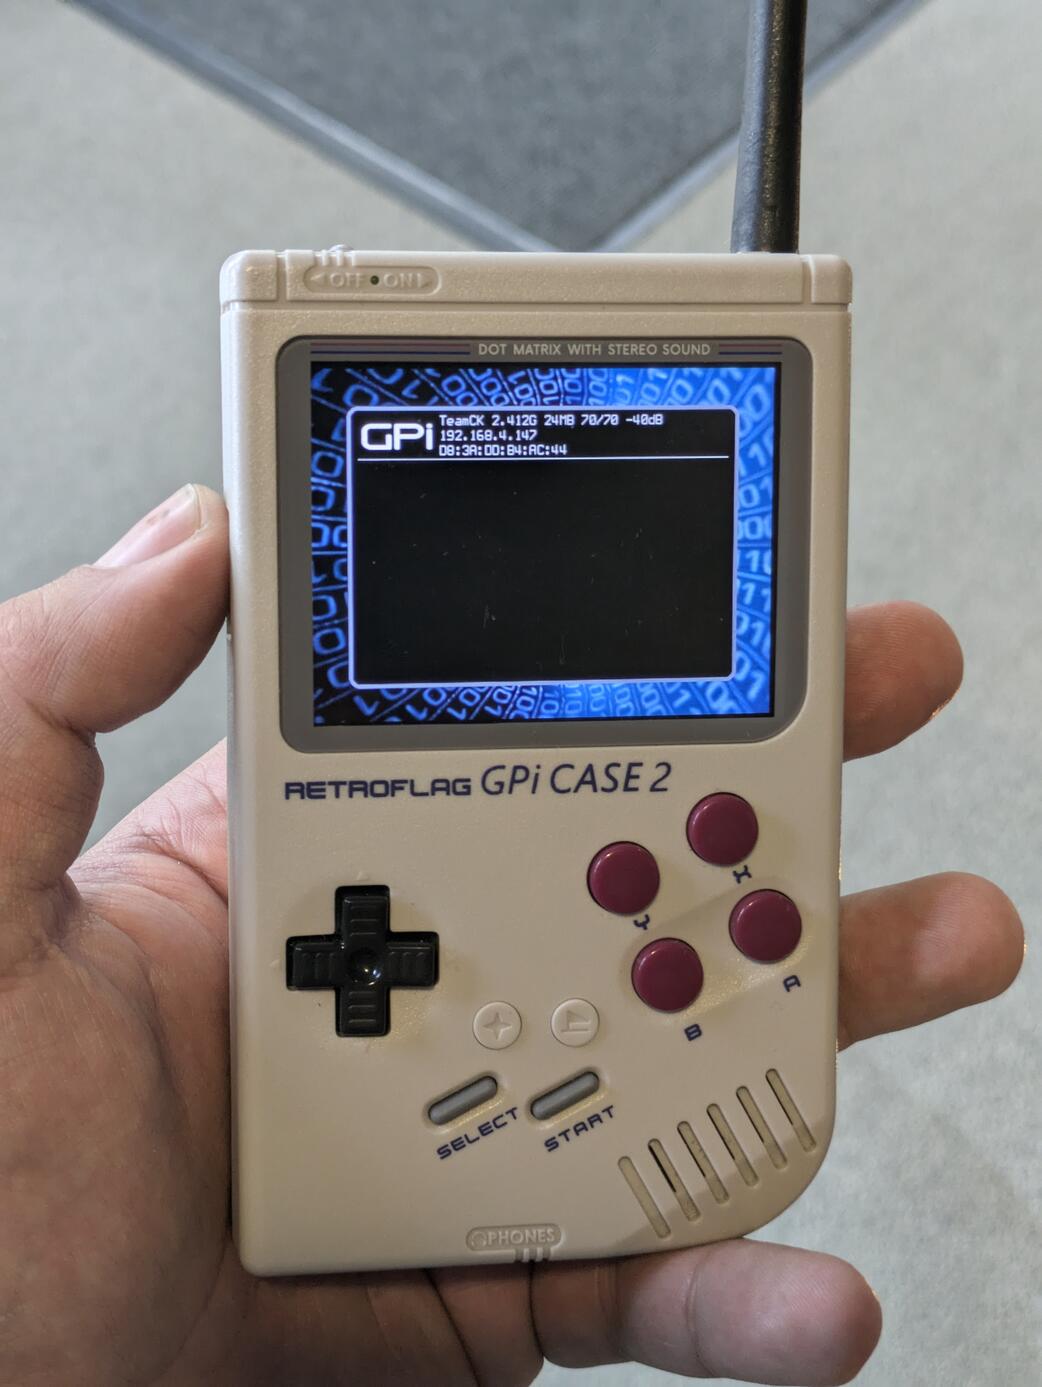 OFF ON
DOT MATRIX WITH STEREO SOUND
GPi
TeamCK 2.412G 24MB 70/70 -40dB
192.168.4.147
D8:3A:DD:B4:AC:44
RETROFLAG GPi CASE 2
X
Y
A
B
SELECT START
PHONES